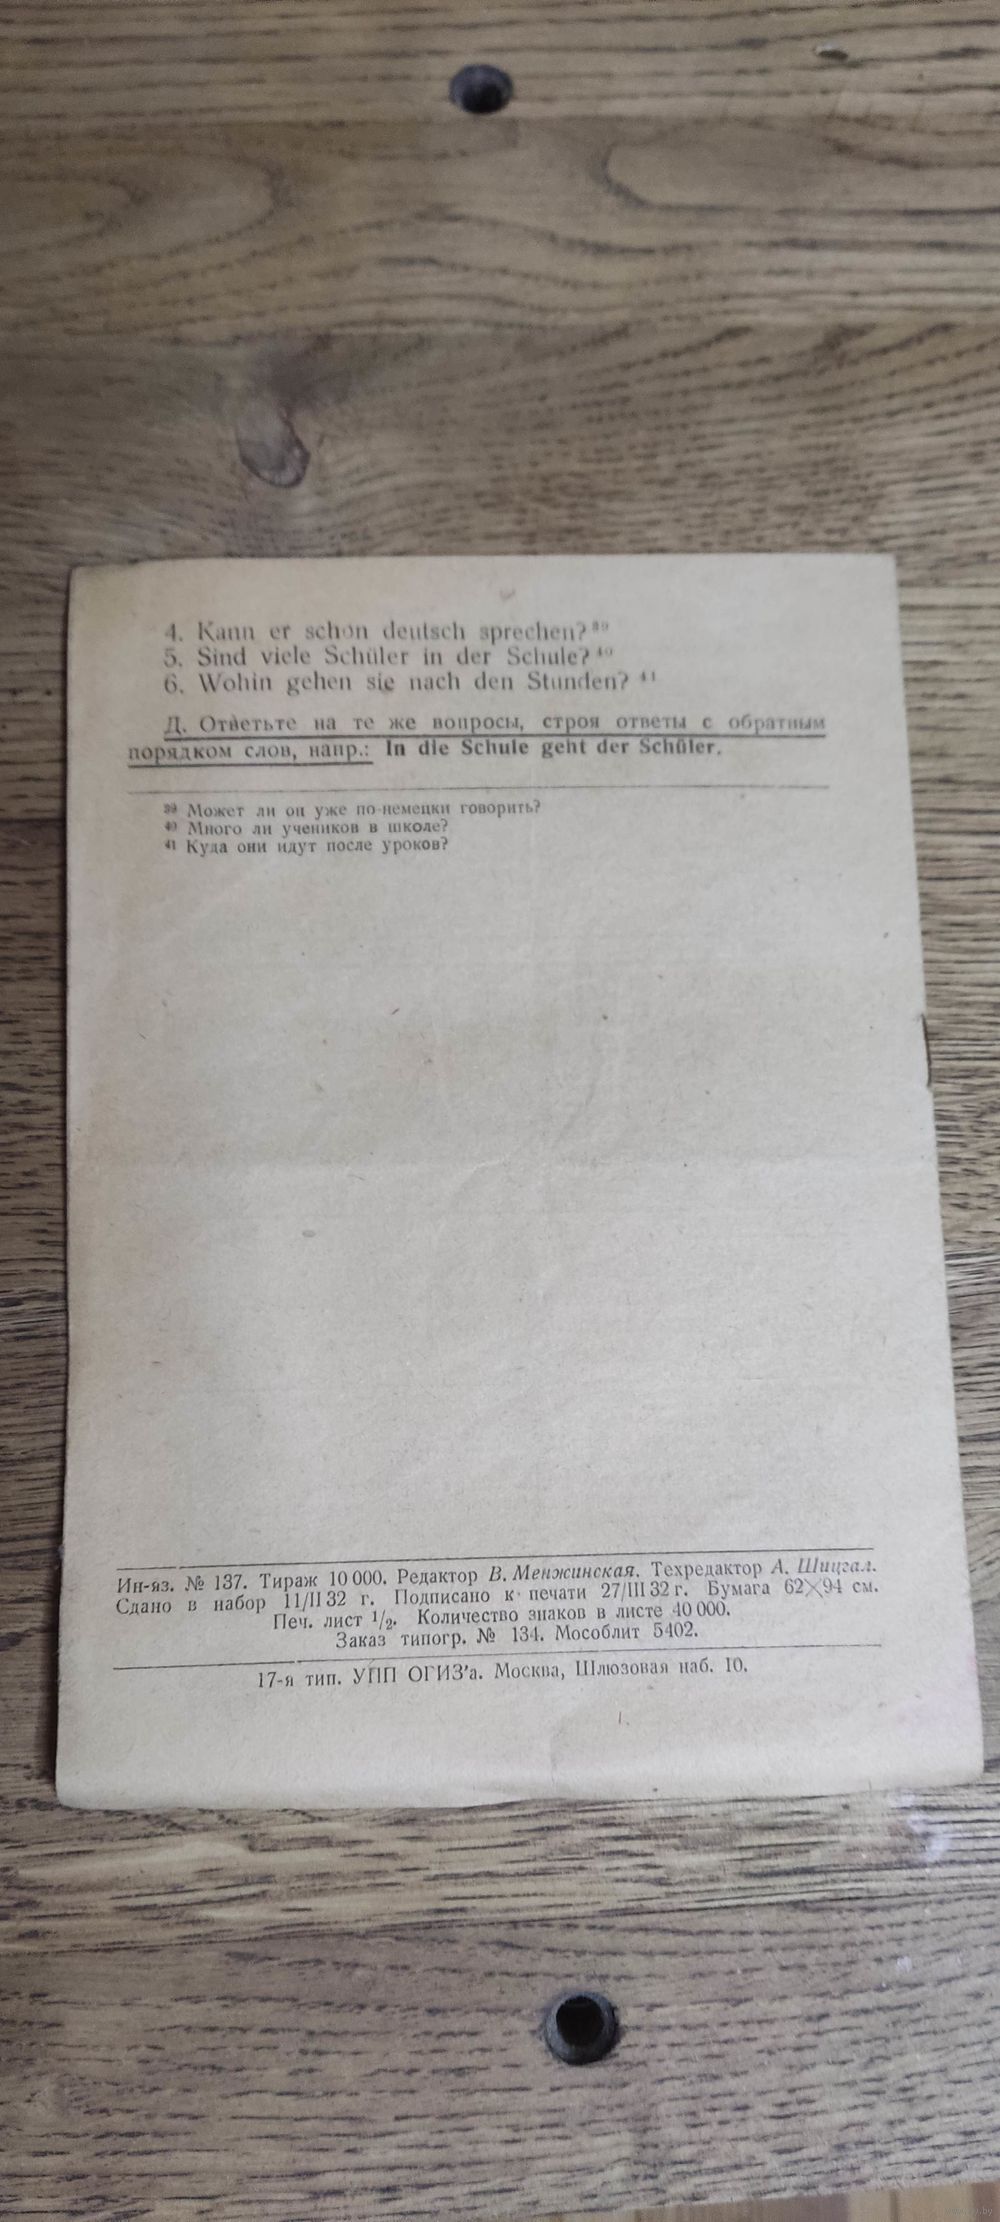 4. Kann er schon deutsch sprechen? ³⁹
5. Sind viele Schüler in der Schule? ⁴⁰
6. Wohin gehen sie nach den Stunden? ⁴¹
Д. Ответьте на те же вопросы, строя ответы с обратным
порядком слов, напр.: In die Schule geht der Schüler.
³⁹ Может ли он уже по-немецки говорить?
⁴⁰ Много ли учеников в школе?
⁴¹ Куда они идут после уроков?
Ин-яз. № 137. Тираж 10 000. Редактор В. Менжинская. Техредактор А. Шицгал.
Сдано в набор 11/II 32 г. Подписано к печати 27/III 32 г. Бумага 62×94 см.
Печ. лист 1/2. Количество знаков в листе 40 000.
Заказ типогр. № 134. Мособлит 5402.
17-я тип. УПП ОГИЗ'а. Москва, Шлюзовая наб. 10.